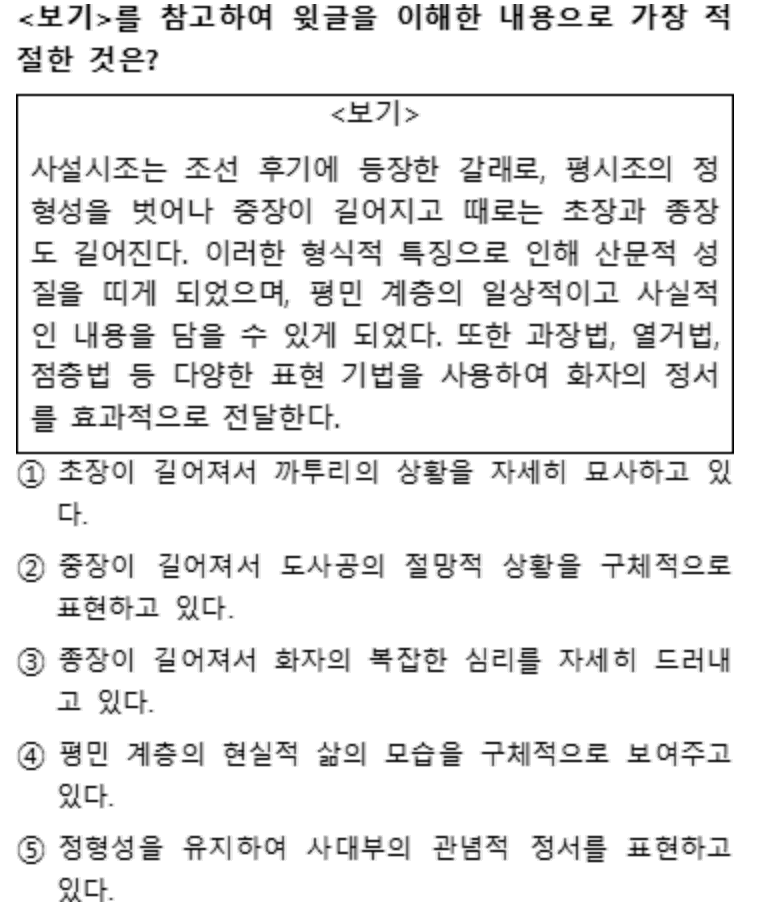 <보기>를 참고하여 윗글을 이해한 내용으로 가장 적
절한 것은?
<보기>
사설시조는 조선 후기에 등장한 갈래로, 평시조의 정
형성을 벗어나 중장이 길어지고 때로는 초장과 종장
도 길어진다. 이러한 형식적 특징으로 인해 산문적 성
질을 띠게 되었으며, 평민 계층의 일상적이고 사실적
인 내용을 담을 수 있게 되었다. 또한 과장법, 열거법,
점층법 등 다양한 표현 기법을 사용하여 화자의 정서
를 효과적으로 전달한다.
① 초장이 길어져서 까투리의 상황을 자세히 묘사하고 있
다.
② 중장이 길어져서 도사공의 절망적 상황을 구체적으로
표현하고 있다.
③ 종장이 길어져서 화자의 복잡한 심리를 자세히 드러내
고 있다.
④ 평민 계층의 현실적 삶의 모습을 구체적으로 보여주고
있다.
⑤ 정형성을 유지하여 사대부의 관념적 정서를 표현하고
있다.